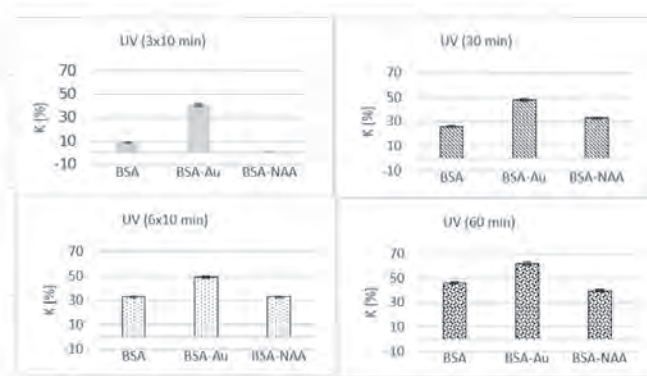 UV (3x10 min)
K [%]
70
50
30
10
-10
BSA BSA-Au BSA-NAA
UV (30 min)
K [%]
70
50
30
10
-10
BSA BSA-Au BSA-NAA
UV (6x10 min)
K [%]
70
50
30
10
-10
BSA BSA-Au BSA-NAA
UV (60 min)
K [%]
70
50
30
10
-10
BSA BSA-Au BSA-NAA